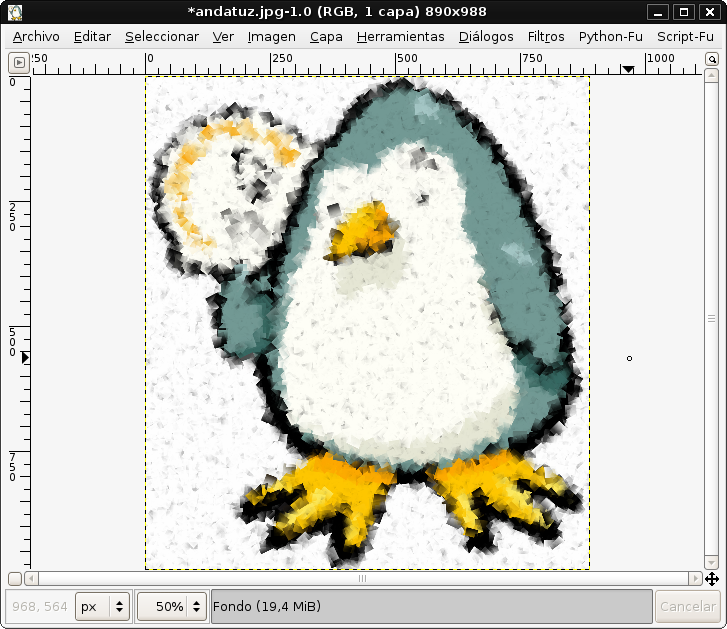 *andatuz.jpg-1.0 (RGB, 1 capa) 890x988
Archivo Editar Seleccionar Ver Imagen Capa Herramientas Diálogos Filtros Python-Fu Script-Fu
250 0 250 500 750 1000
0
250
500
750
968, 564 px 50% Fondo (19,4 MiB) Cancelar